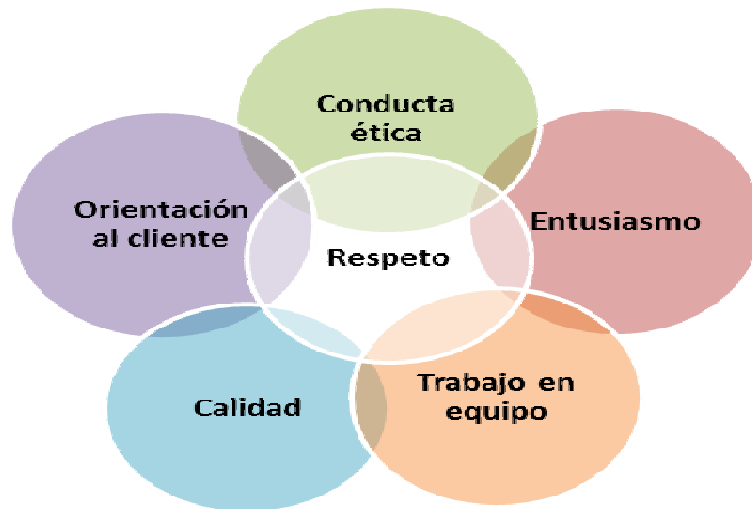 Conducta
ética
Orientación
al cliente
Entusiasmo
Respeto
Calidad
Trabajo en
equipo